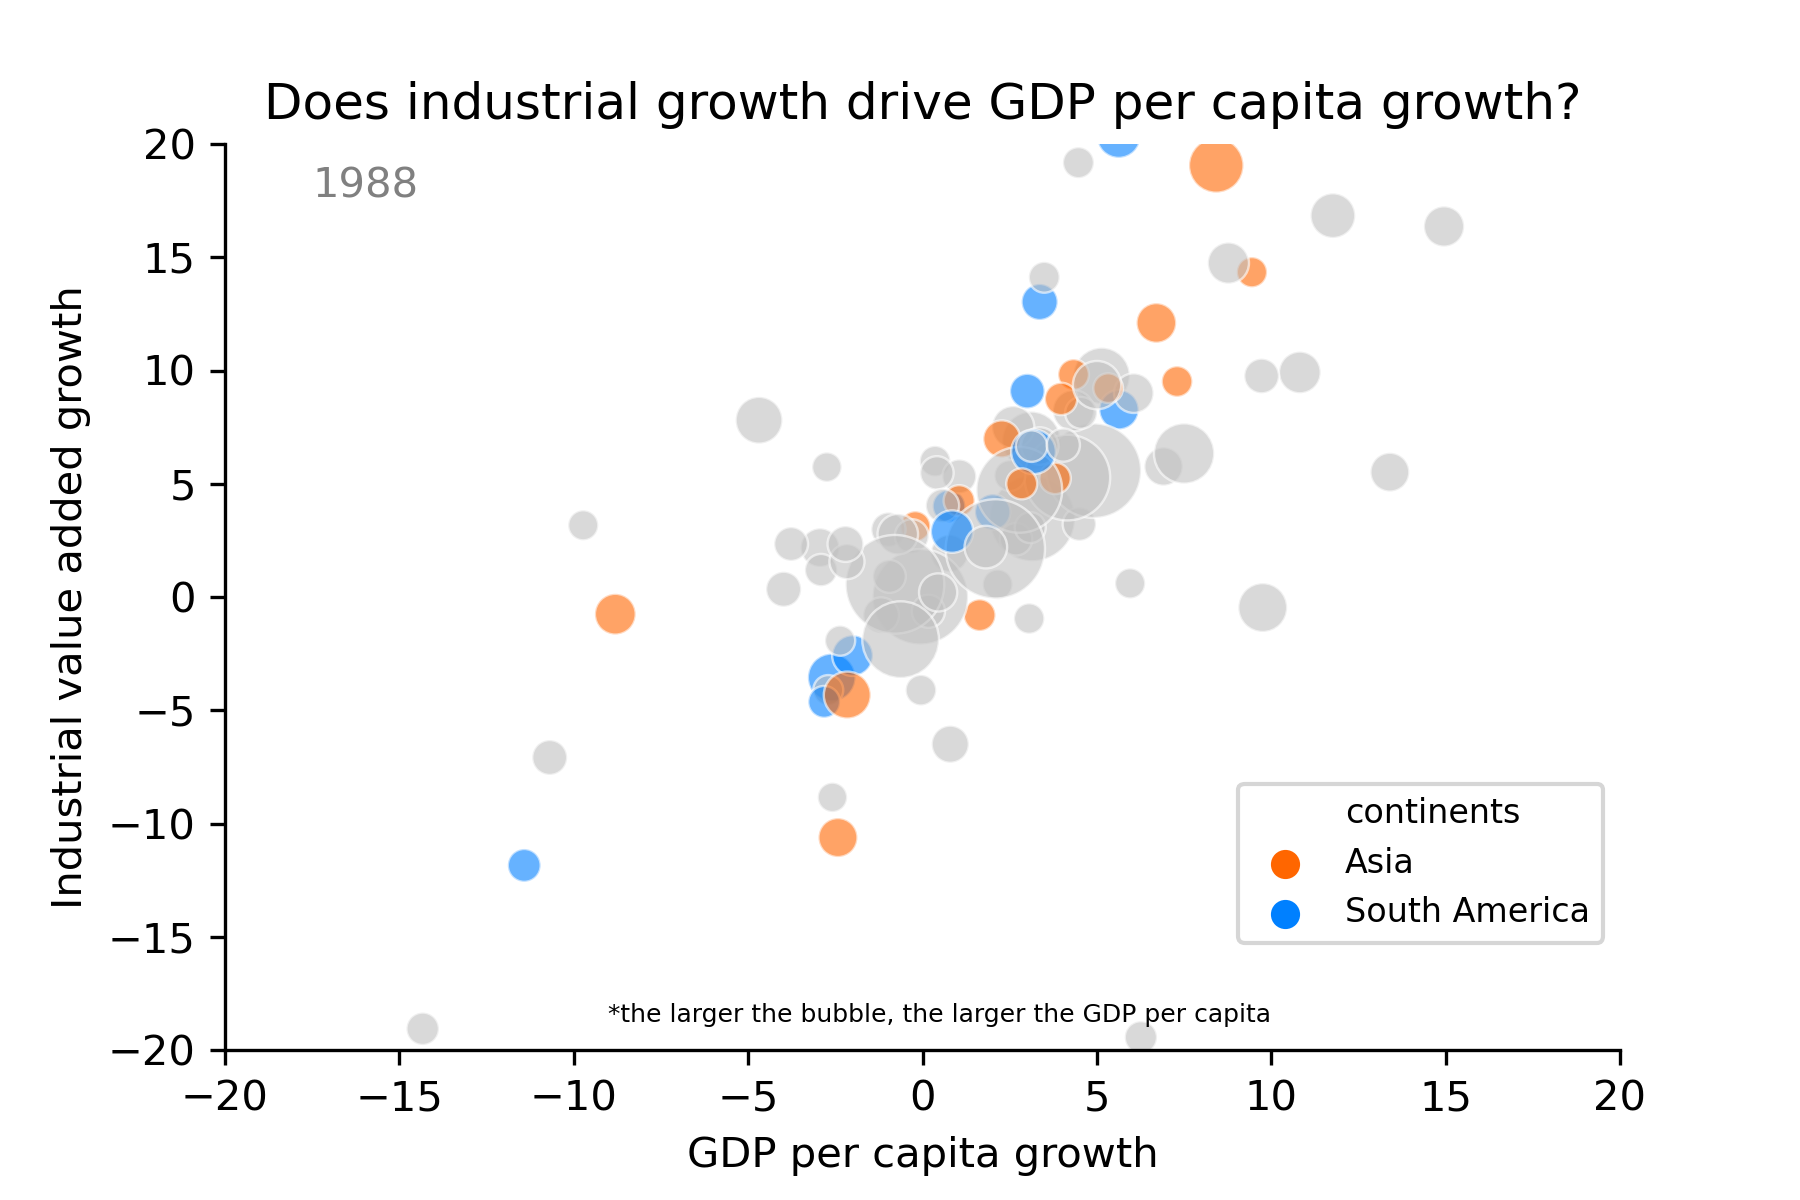 Does industrial growth drive GDP per capita growth?
1988
Industrial value added growth
20
15
10
5
0
−5
−10
−15
−20
continents
Asia
South America
*the larger the bubble, the larger the GDP per capita
−20 −15 −10 −5 0 5 10 15 20
GDP per capita growth